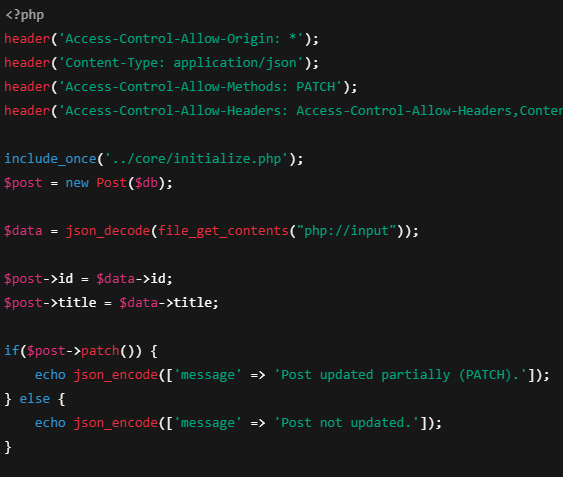 <?php
header('Access-Control-Allow-Origin: *');
header('Content-Type: application/json');
header('Access-Control-Allow-Methods: PATCH');
header('Access-Control-Allow-Headers: Access-Control-Allow-Headers,Conten
include_once('../core/initialize.php');
$post = new Post($db);
$data = json_decode(file_get_contents("php://input"));
$post->id = $data->id;
$post->title = $data->title;
if($post->patch()) {
    echo json_encode(['message' => 'Post updated partially (PATCH).']);
} else {
    echo json_encode(['message' => 'Post not updated.']);
}